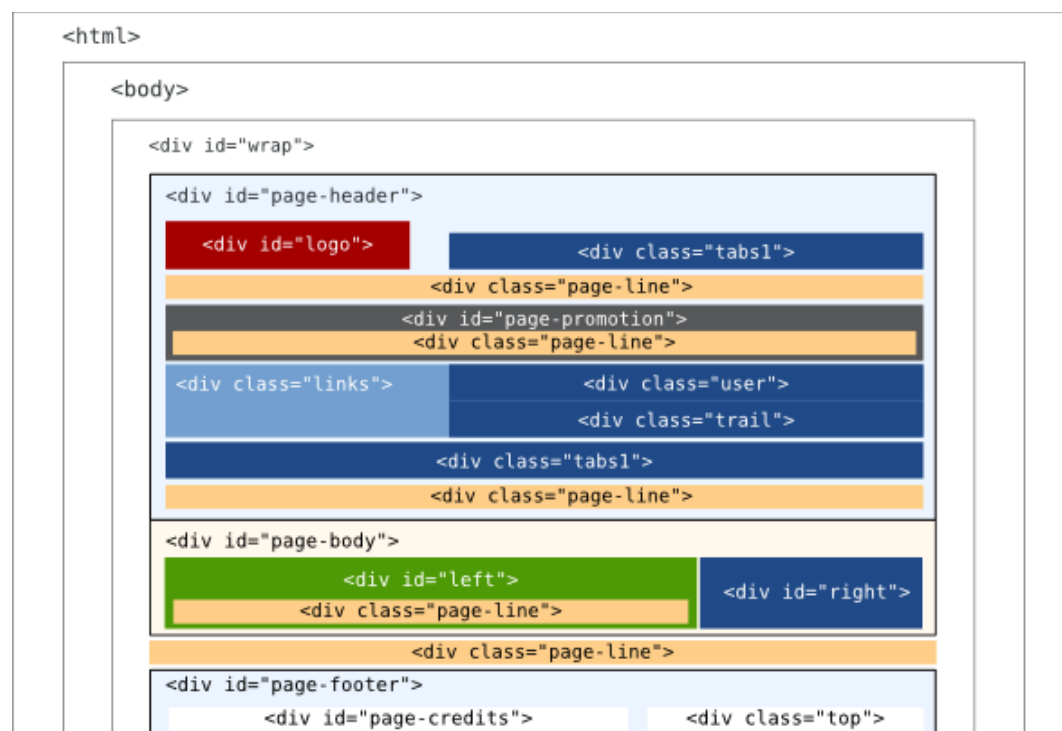 <html>
<body>
<div id="wrap">
<div id="page-header">
<div id="logo">
<div class="tabs1">
<div class="page-line">
<div id="page-promotion">
<div class="page-line">
<div class="links">
<div class="user">
<div class="trail">
<div class="tabs1">
<div class="page-line">
<div id="page-body">
<div id="left">
<div class="page-line">
<div id="right">
<div class="page-line">
<div id="page-footer">
<div id="page-credits">
<div class="top">